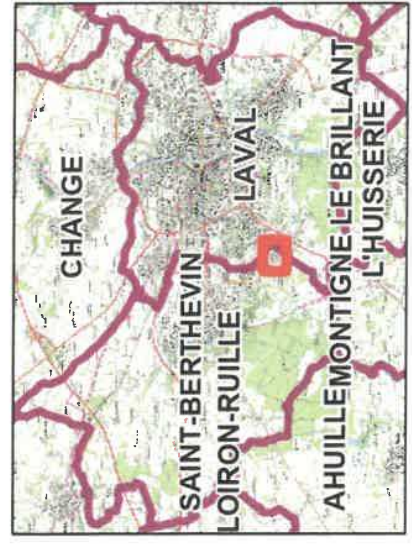 CHANGE
SAINT-BERTHEVIN
LOIRON-RUILLE
LAVAL
AHUILLE
MONTIGNE-LE-BRILLANT
L'HUISSERIE